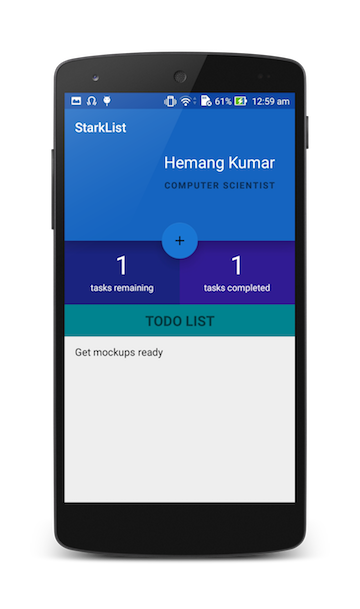 61% 12:59 am
StarkList
Hemang Kumar
COMPUTER SCIENTIST
+
1 1
tasks remaining tasks completed
TODO LIST
Get mockups ready